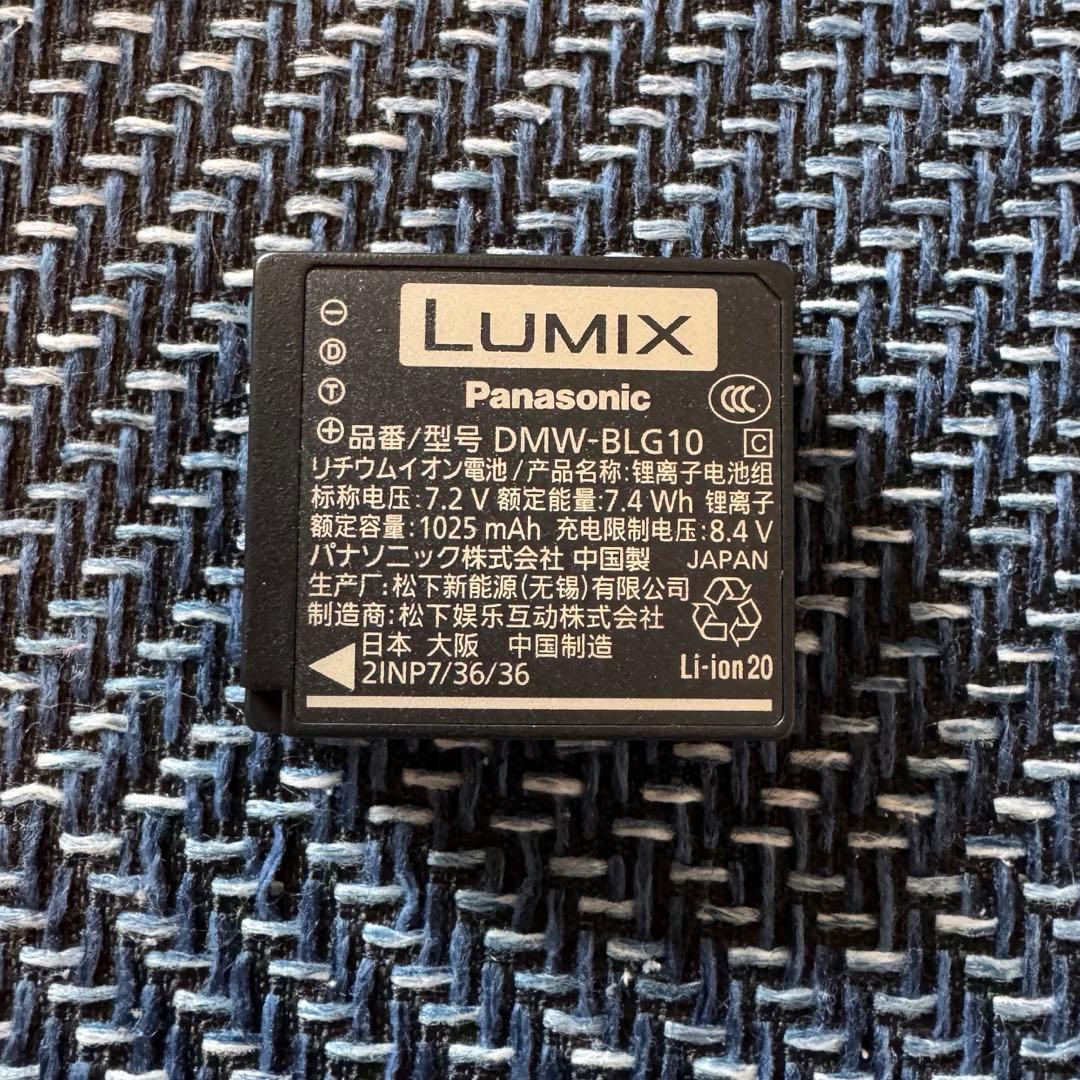 LUMIX
Panasonic
CCC
品番/型号 DMW-BLG10 C
リチウムイオン電池/产品名称:锂离子电池组
标称电压:7.2 V 额定能量:7.4 Wh 锂离子
额定容量:1025 mAh 充电限制电压:8.4 V
パナソニック株式会社 中国製 JAPAN
生产厂:松下新能源(无锡)有限公司
制造商:松下娱乐互动株式会社
日本 大阪 中国制造
2INP7/36/36
Li-ion20
⊖
D
T
⊕